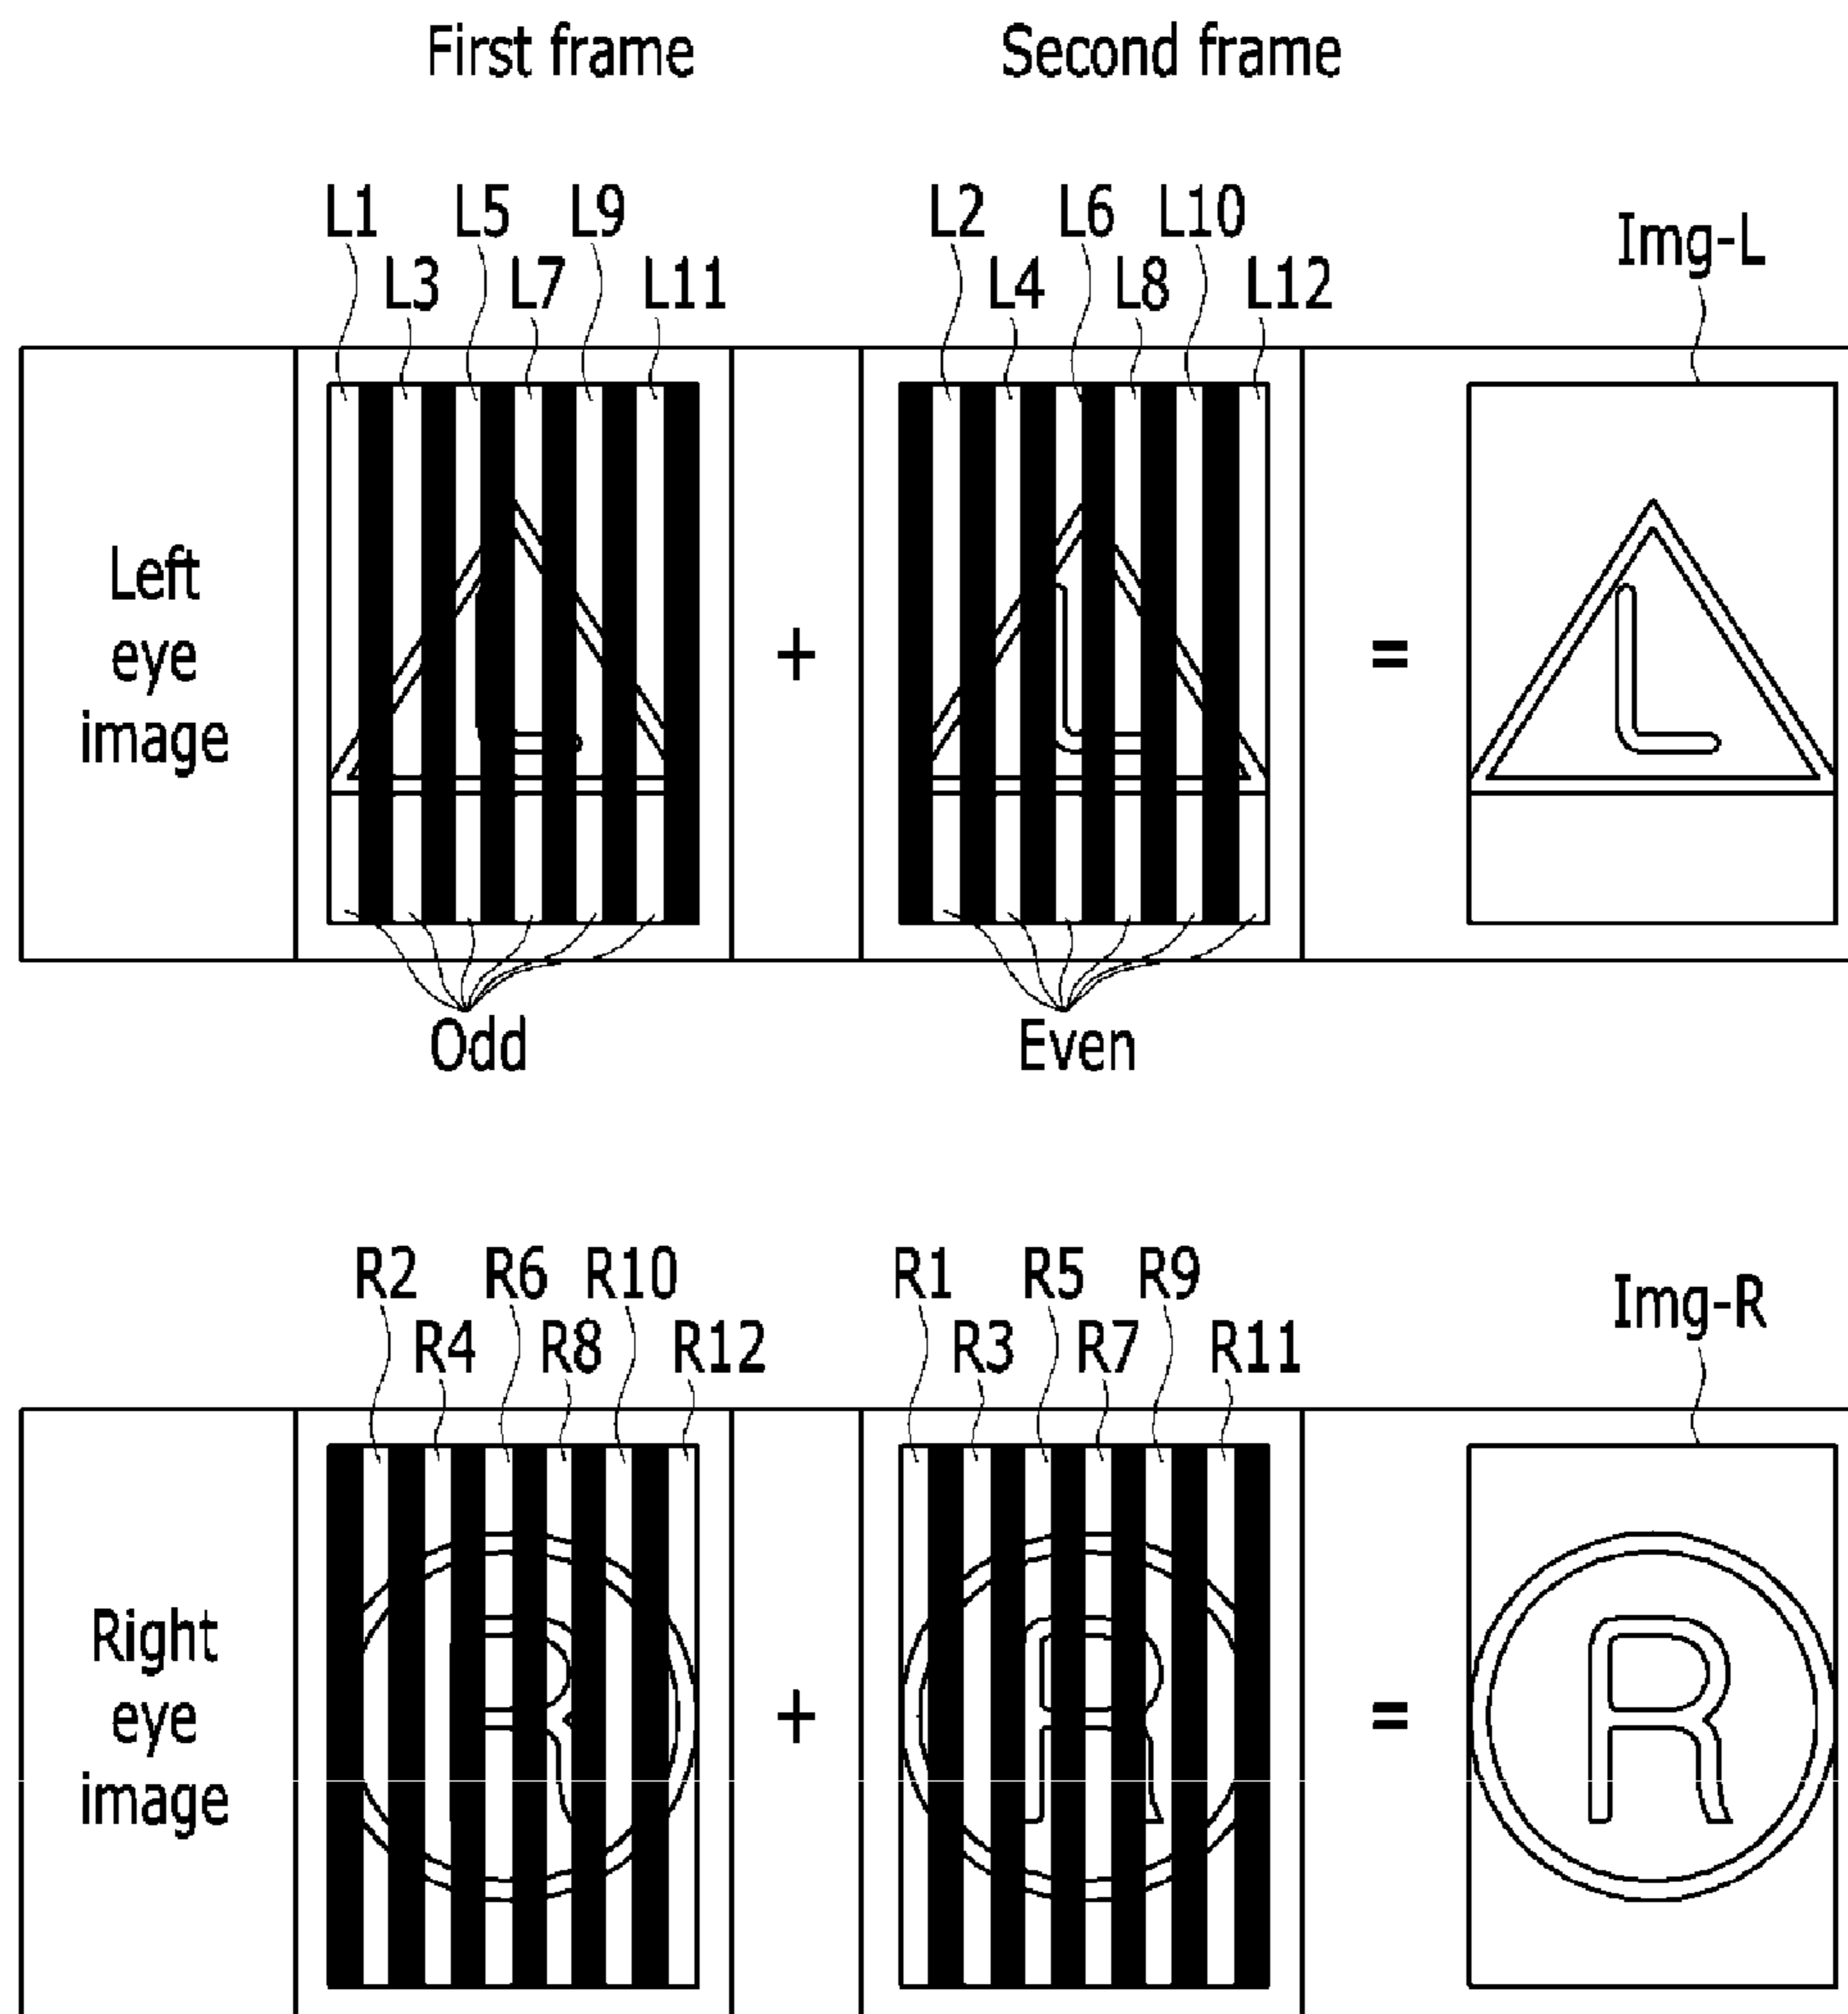 First frame Second frame
L1 L5 L9 L2 L6 L10 Img-L
L3 L7 L11 L4 L8 L12
Left
eye
image
+
=
L
Odd Even
R2 R6 R10 R1 R5 R9 Img-R
R4 R8 R12 R3 R7 R11
Right
eye
image
+
=
R